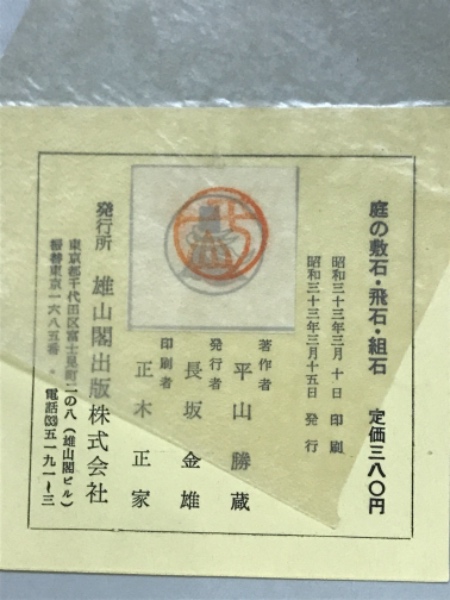 庭の敷石・飛石・組石　定価三八〇円
昭和三十三年三月十日 印刷
昭和三十三年三月十五日 発行
著作者 平山勝蔵
発行者 長坂金雄
印刷者 正木正家
発行所 雄山閣出版株式会社
東京都千代田区富士見町二の八（雄山閣ビル）
振替東京一六八五番・電話(33)五一九一～三